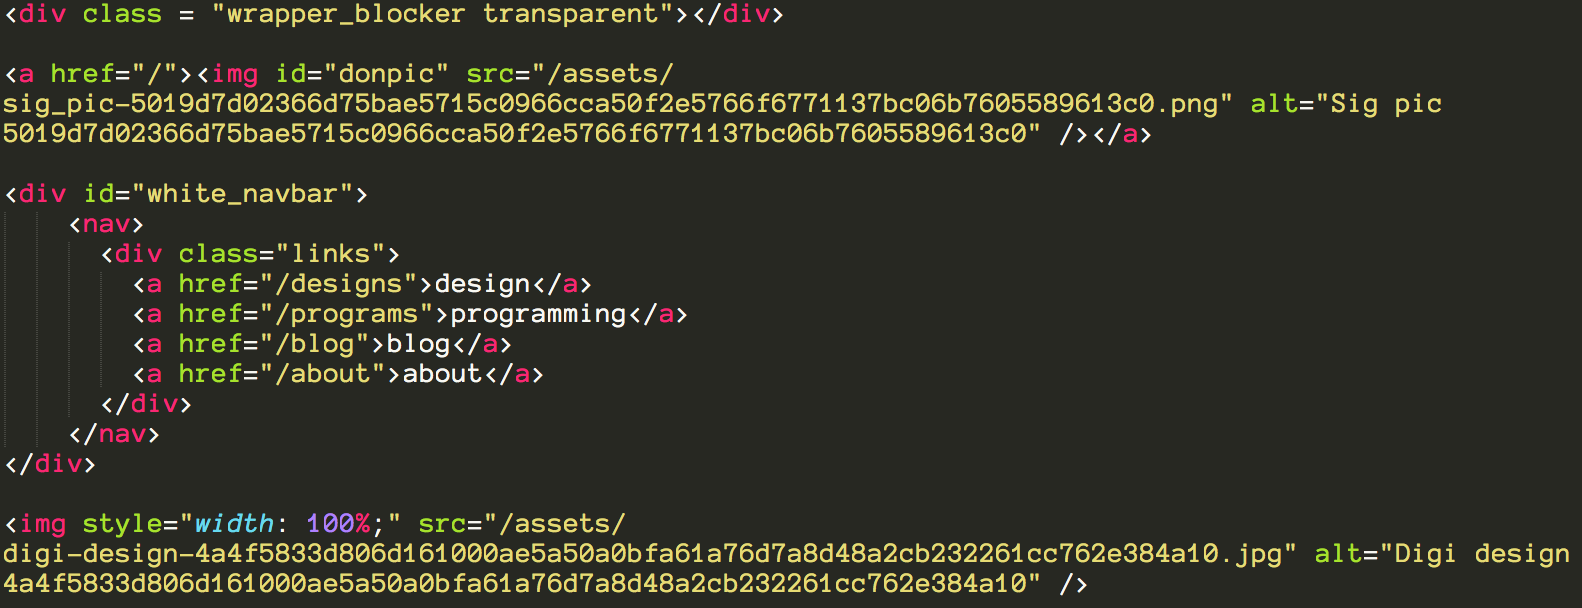 <div class = "wrapper_blocker transparent"></div>
<a href="/"><img id="donpic" src="/assets/
sig_pic-5019d7d02366d75bae5715c0966cca50f2e5766f6771137bc06b7605589613c0.png" alt="Sig pic
5019d7d02366d75bae5715c0966cca50f2e5766f6771137bc06b7605589613c0" /></a>
<div id="white_navbar">
<nav>
<div class="links">
<a href="/designs">design</a>
<a href="/programs">programming</a>
<a href="/blog">blog</a>
<a href="/about">about</a>
</div>
</nav>
</div>
<img style="width: 100%;" src="/assets/
digi-design-4a4f5833d806d161000ae5a50a0bfa61a76d7a8d48a2cb232261cc762e384a10.jpg" alt="Digi design
4a4f5833d806d161000ae5a50a0bfa61a76d7a8d48a2cb232261cc762e384a10" />